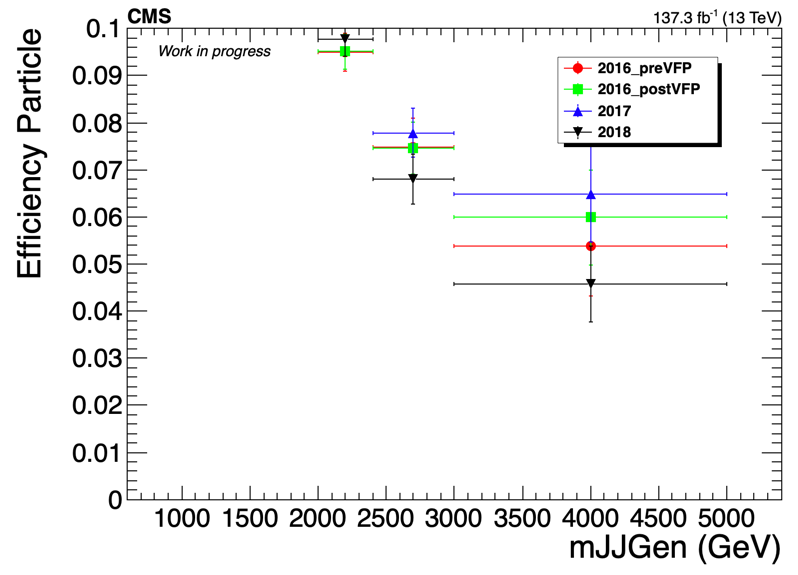 CMS
137.3 fb-1 (13 TeV)
Work in progress
2016_preVFP
2016_postVFP
2017
2018
Efficiency Particle
0.1
0.09
0.08
0.07
0.06
0.05
0.04
0.03
0.02
0.01
0
1000 1500 2000 2500 3000 3500 4000 4500 5000
mJJGen (GeV)